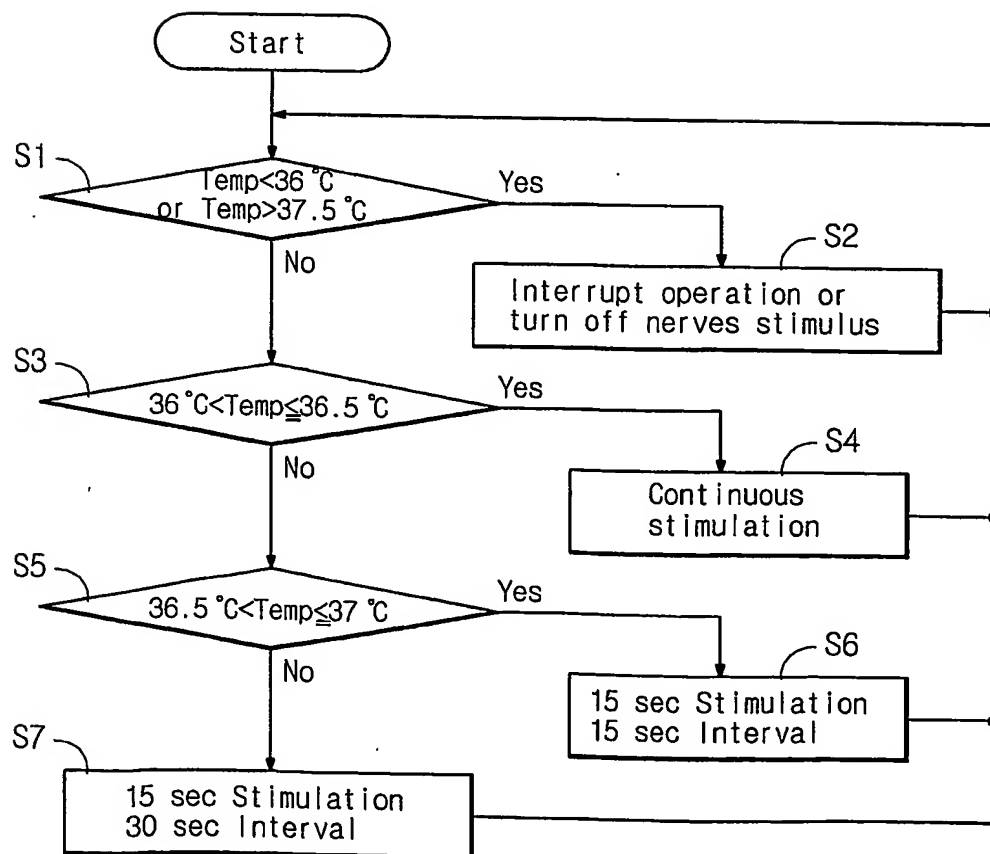 Start
S1
Temp<36°C
or Temp>37.5°C
Yes
No
S2
Interrupt operation or
turn off nerves stimulus
S3
36°C<Temp≦36.5°C
Yes
No
S4
Continuous
stimulation
S5
36.5°C<Temp≦37°C
Yes
No
S6
15 sec Stimulation
15 sec Interval
S7
15 sec Stimulation
30 sec Interval